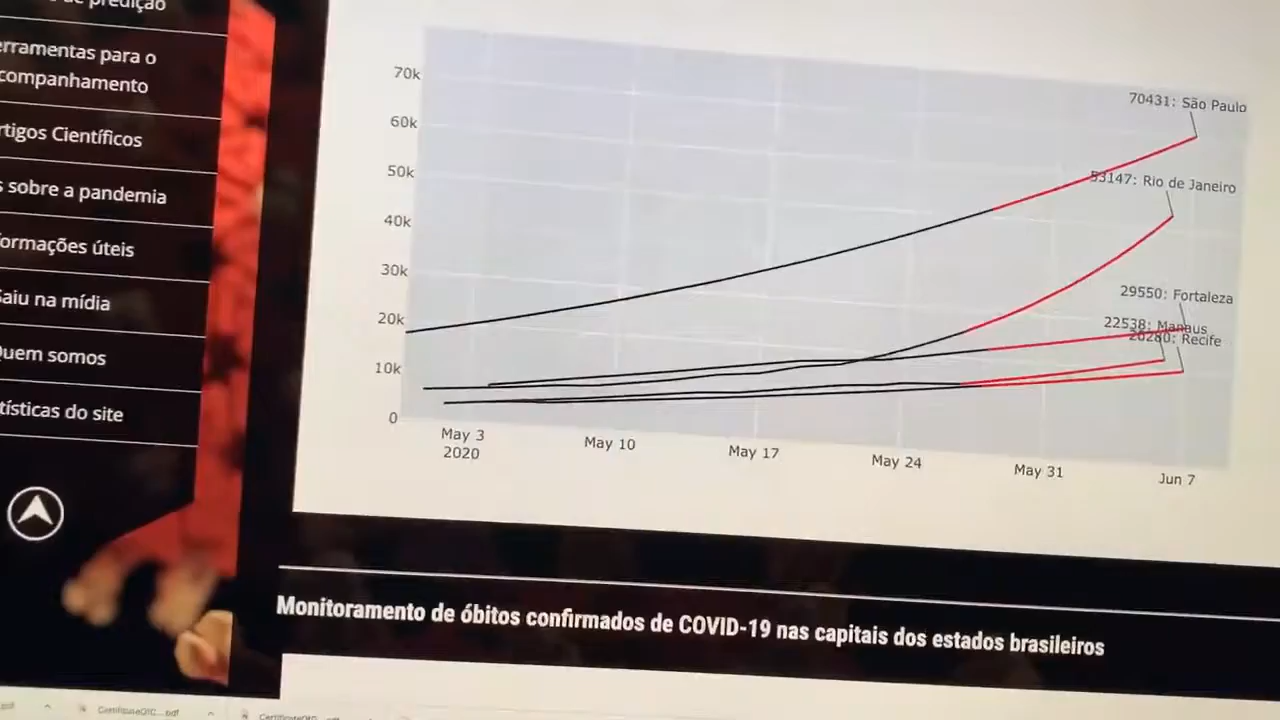 de predição
erramentas para o
companhamento
rtigos Científicos
s sobre a pandemia
formações úteis
Saiu na mídia
Quem somos
tísticas do site
70k
60k
50k
40k
30k
20k
10k
0
70431: São Paulo
53147: Rio de Janeiro
29550: Fortaleza
22538: Manaus
20280: Recife
May 3
2020
May 10
May 17
May 24
May 31
Jun 7
Monitoramento de óbitos confirmados de COVID-19 nas capitais dos estados brasileiros